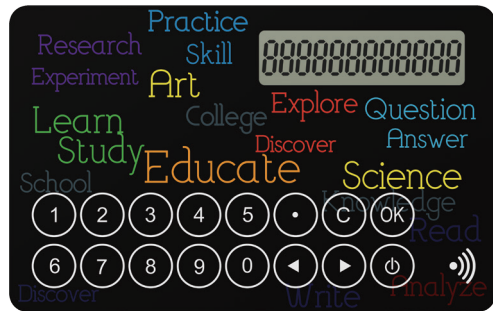 Practice
Research
Skill
888888888888
Experiment
Art
College
Explore
Question
Learn
Discover
Answer
Study
Educate
Science
School
Knowledge
1 2 3 4 5 • C OK
Read
6 7 8 9 0 ◀ ▶
Analyze
Discover
Write